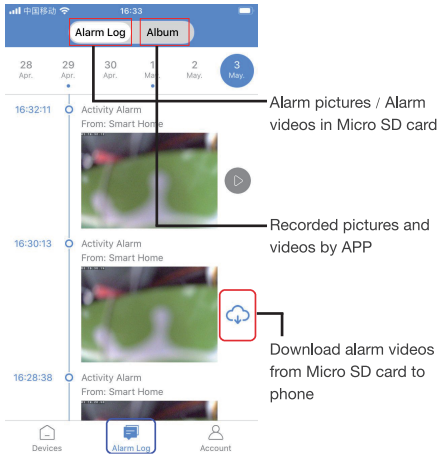 中国移动
16:33
Alarm Log
Album
28 29 30 1 2 3
Apr. Apr. Apr. May. May. May.
Alarm pictures / Alarm
videos in Micro SD card
16:32:11
Activity Alarm
From: Smart Home
Recorded pictures and
videos by APP
16:30:13
Activity Alarm
From: Smart Home
Download alarm videos
from Micro SD card to
phone
16:28:38
Activity Alarm
From: Smart Home
Devices
Alarm Log
Account